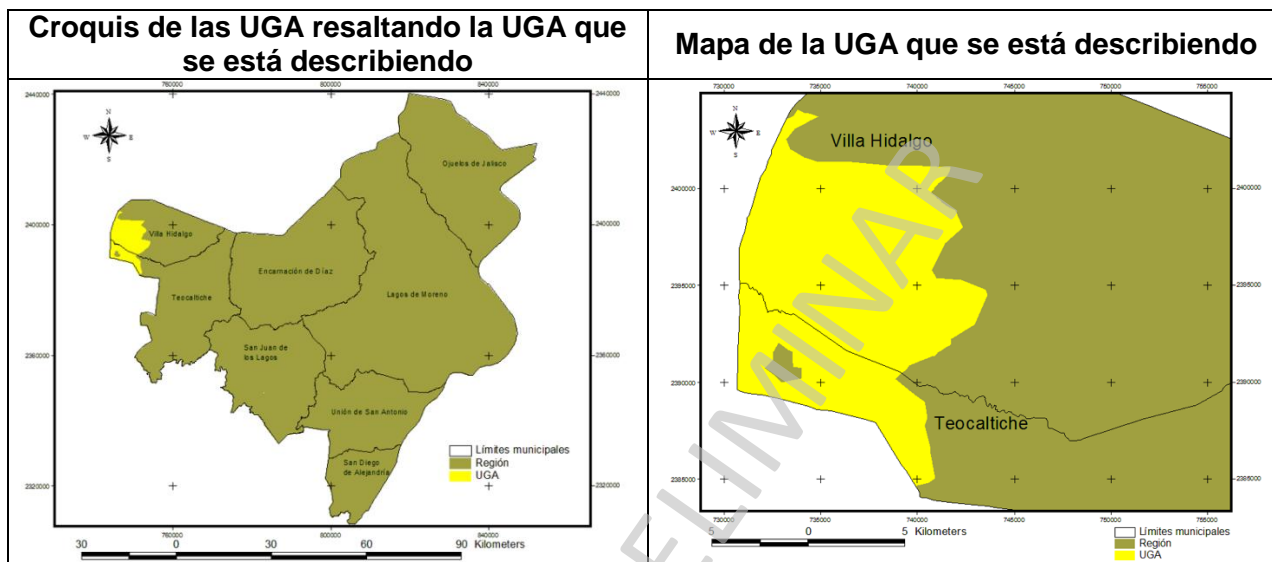 Croquis de las UGA resaltando la UGA que
se está describiendo
Mapa de la UGA que se está describiendo
760000
800000
840000
2440000
2440000
N
W
E
S
Ojuelos de Jalisco
2400000
2400000
Villa Hidalgo
Encarnación de Díaz
Teocaltiche
Lagos de Moreno
2360000
2360000
San Juan de
los Lagos
Unión de San Antonio
San Diego
de Alejandría
Límites municipales
Región
UGA
2320000
2320000
760000
800000
840000
30
0
30
60
90
Kilometers
730000
735000
740000
745000
750000
755000
N
W
E
S
Villa Hidalgo
2400000
2400000
2395000
2395000
2390000
2390000
Teocaltiche
2385000
2385000
730000
735000
740000
745000
750000
755000
5
0
5
Kilometers
Límites municipales
Región
UGA
ELIMINAR